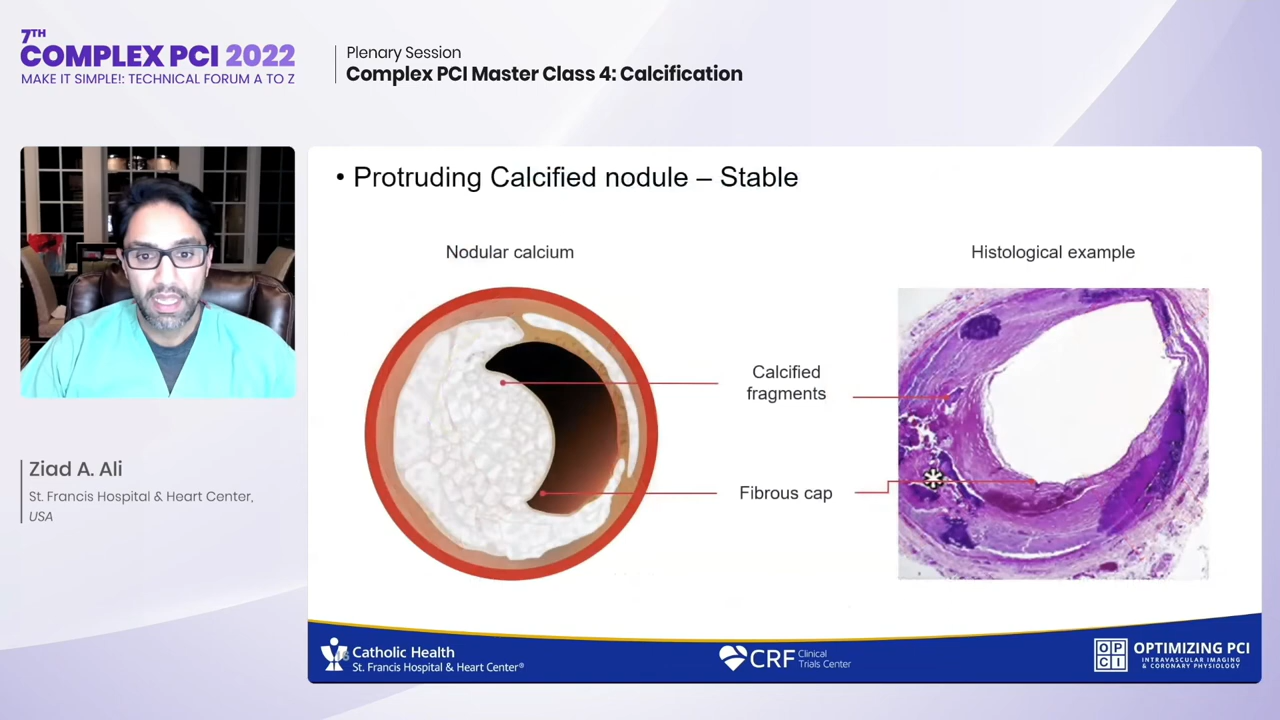 7TH
COMPLEX PCI 2022
MAKE IT SIMPLE!: TECHNICAL FORUM A TO Z
Plenary Session
Complex PCI Master Class 4: Calcification
• Protruding Calcified nodule – Stable
Nodular calcium
Histological example
Calcified
fragments
Fibrous cap
Ziad A. Ali
St. Francis Hospital & Heart Center,
USA
Catholic Health
St. Francis Hospital & Heart Center®
CRF Clinical
Trials Center
OP
CI
OPTIMIZING PCI
INTRAVASCULAR IMAGING
& CORONARY PHYSIOLOGY